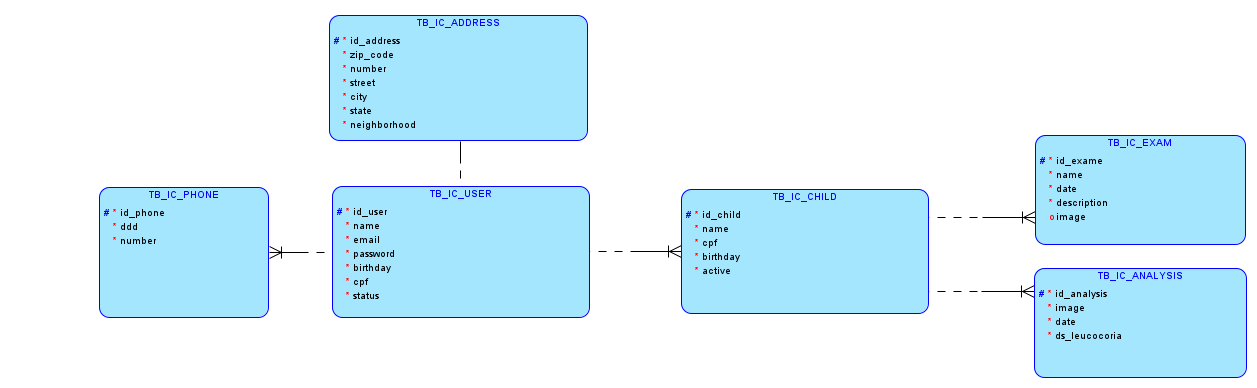 TB_IC_ADDRESS
# * id_address
* zip_code
* number
* street
* city
* state
* neighborhood
TB_IC_PHONE
# * id_phone
* ddd
* number
TB_IC_USER
# * id_user
* name
* email
* password
* birthday
* cpf
* status
TB_IC_CHILD
# * id_child
* name
* cpf
* birthday
* active
TB_IC_EXAM
# * id_exame
* name
* date
* description
o image
TB_IC_ANALYSIS
# * id_analysis
* image
* date
* ds_leucocoria